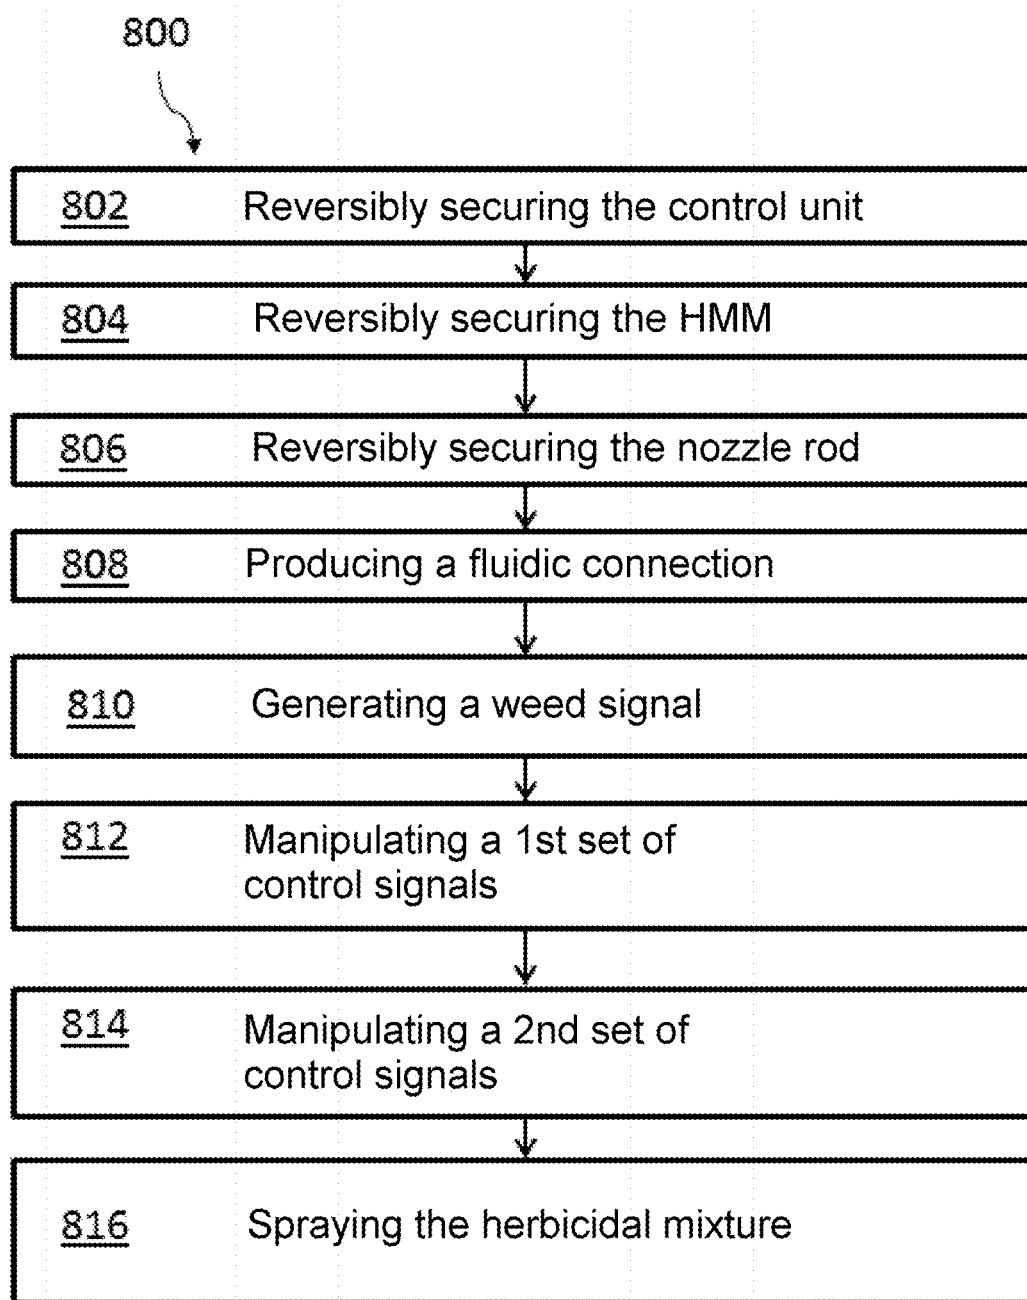 800
802 Reversibly securing the control unit
804 Reversibly securing the HMM
806 Reversibly securing the nozzle rod
808 Producing a fluidic connection
810 Generating a weed signal
812 Manipulating a 1st set of
control signals
814 Manipulating a 2nd set of
control signals
816 Spraying the herbicidal mixture